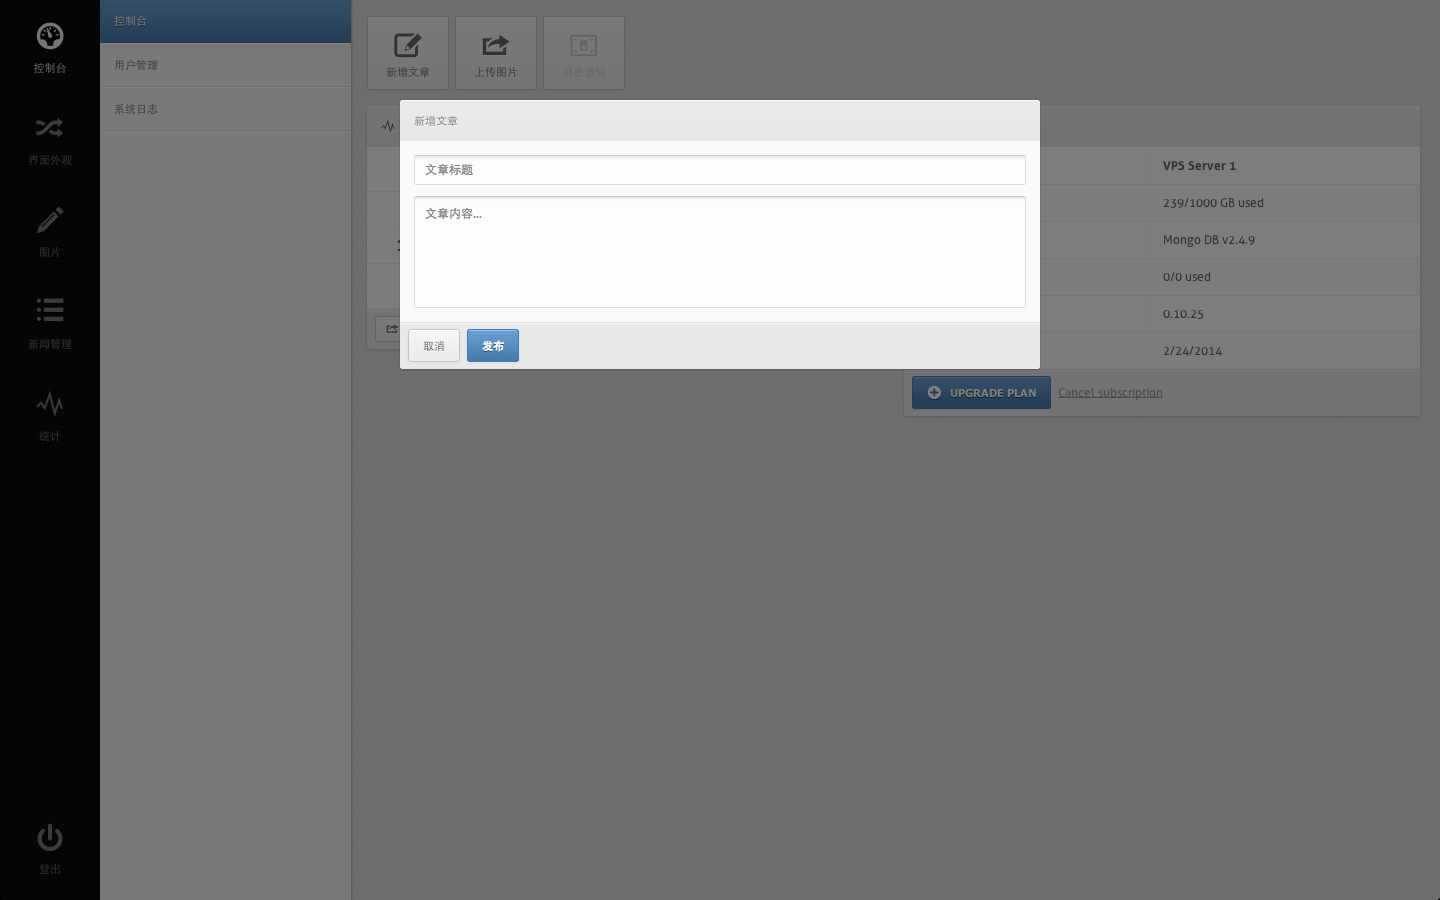 控制台
界面外观
图片
新闻管理
统计
登出
控制台
用户管理
系统日志
新增文章
上传图片
消息通知
新增文章
文章标题
文章内容...
取消
发布
VPS Server 1
239/1000 GB used
Mongo DB v2.4.9
0/0 used
0.10.25
2/24/2014
UPGRADE PLAN
Cancel subscription